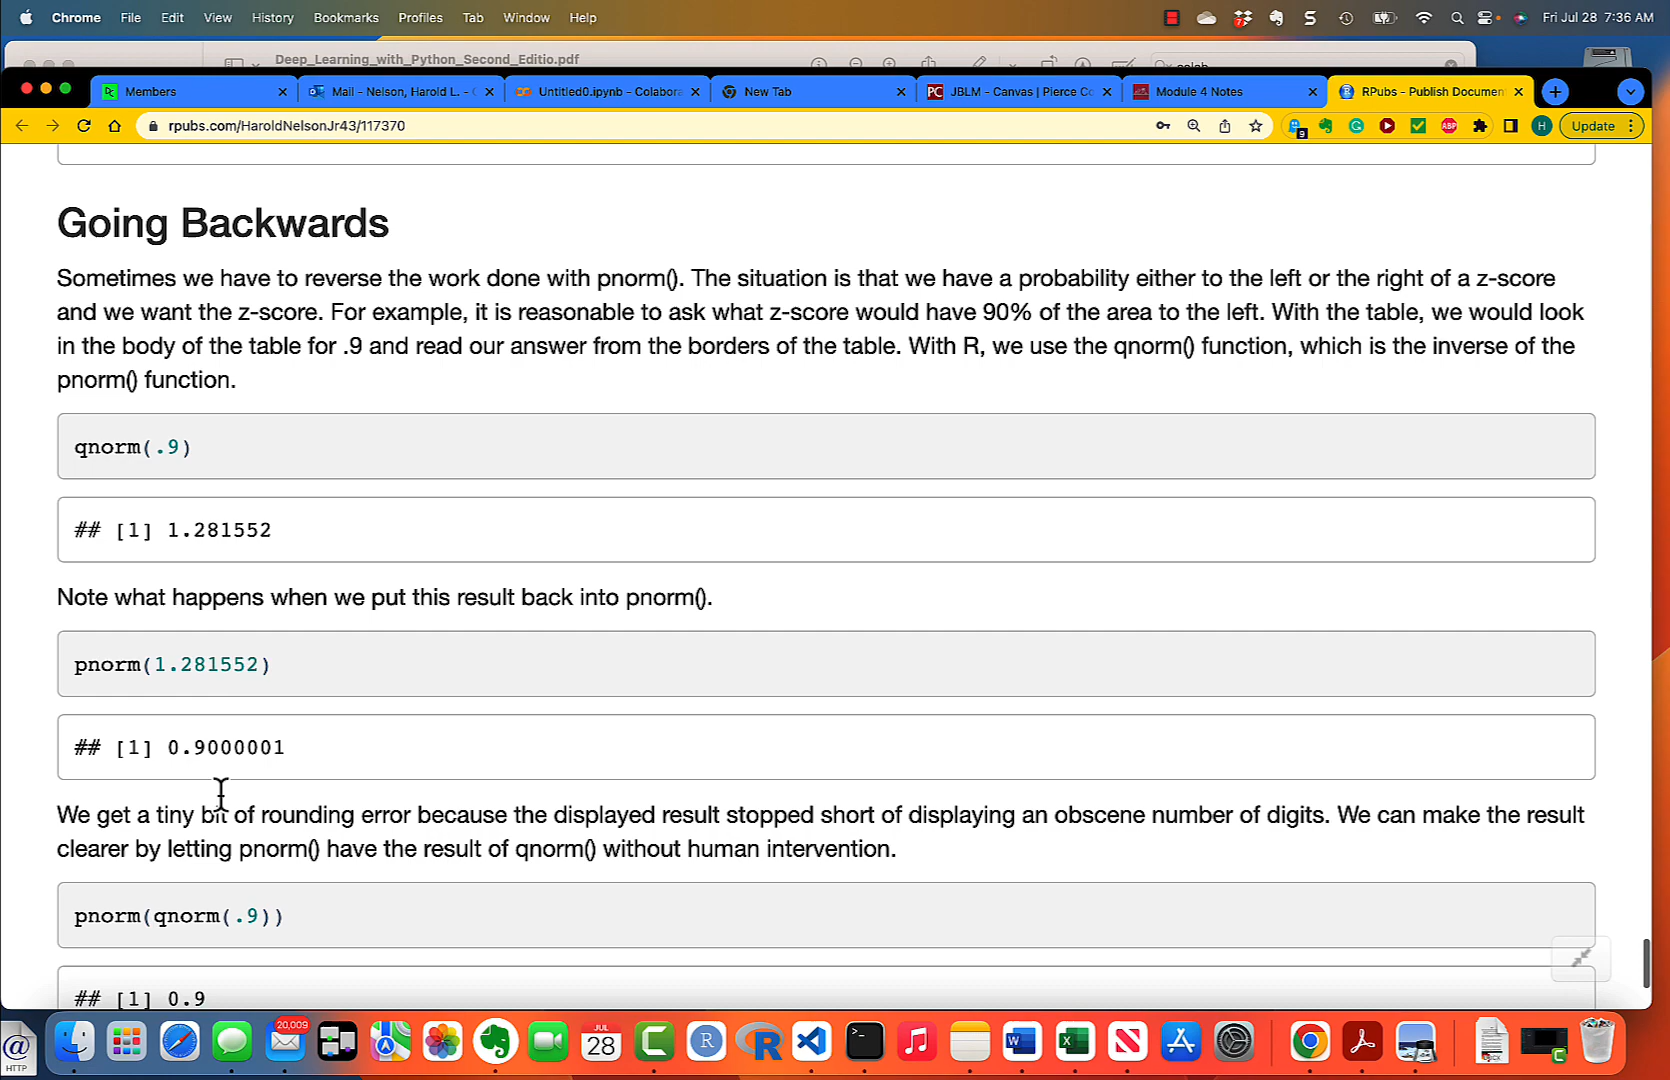 Chrome File Edit View History Bookmarks Profiles Tab Window Help Fri Jul 28 7:36 AM
Deep_Learning_with_Python_Second_Editio.pdf
Members Mail - Nelson, Harold L. - Untitled0.ipynb - Colabora New Tab JBLM - Canvas | Pierce Co Module 4 Notes RPubs - Publish Documen
rpubs.com/HaroldNelsonJr43/117370 9 ABP H Update
Going Backwards
Sometimes we have to reverse the work done with pnorm(). The situation is that we have a probability either to the left or the right of a z-score
and we want the z-score. For example, it is reasonable to ask what z-score would have 90% of the area to the left. With the table, we would look
in the body of the table for .9 and read our answer from the borders of the table. With R, we use the qnorm() function, which is the inverse of the
pnorm() function.
qnorm(.9)
## [1] 1.281552
Note what happens when we put this result back into pnorm().
pnorm(1.281552)
## [1] 0.9000001
We get a tiny bit of rounding error because the displayed result stopped short of displaying an obscene number of digits. We can make the result
clearer by letting pnorm() have the result of qnorm() without human intervention.
pnorm(qnorm(.9))
## [1] 0.9
20,009
JUL
28
HTTP